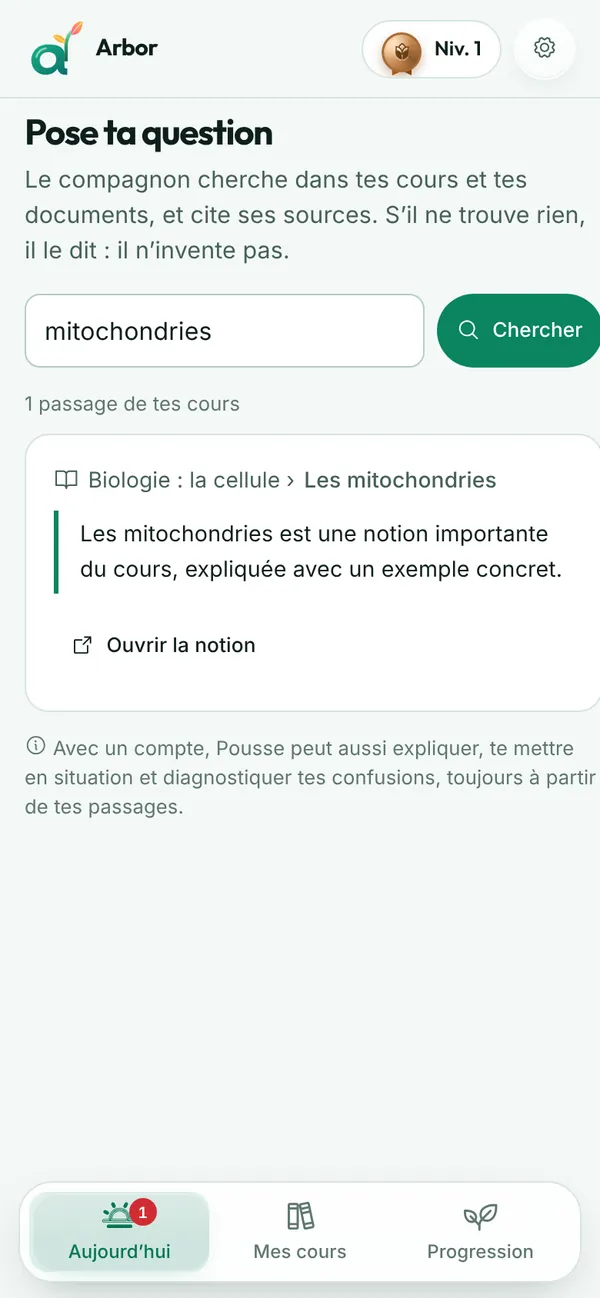 Arbor
Niv. 1
Pose ta question
Le compagnon cherche dans tes cours et tes
documents, et cite ses sources. S’il ne trouve rien,
il le dit : il n’invente pas.
mitochondries
Chercher
1 passage de tes cours
Biologie : la cellule › Les mitochondries
Les mitochondries est une notion importante
du cours, expliquée avec un exemple concret.
Ouvrir la notion
Avec un compte, Pousse peut aussi expliquer, te mettre
en situation et diagnostiquer tes confusions, toujours à partir
de tes passages.
1
Aujourd’hui
Mes cours
Progression